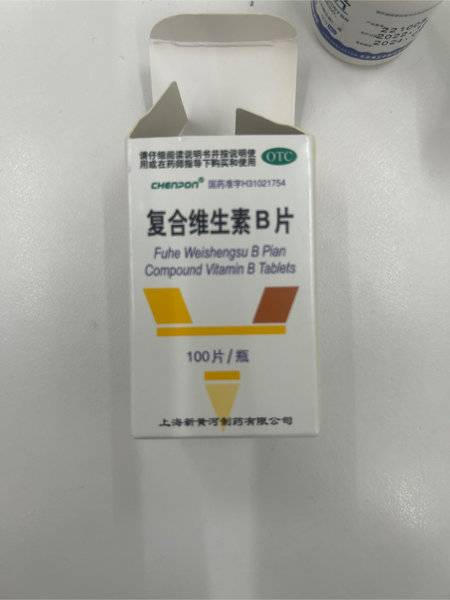 请仔细阅读说明书并按说明使
用或在药师指导下购买和使用
OTC
CHENPON®
国药准字H31021754
复合维生素B片
Fuhe Weishengsu B Pian
Compound Vitamin B Tablets
100片/瓶
上海新黄河制药有限公司